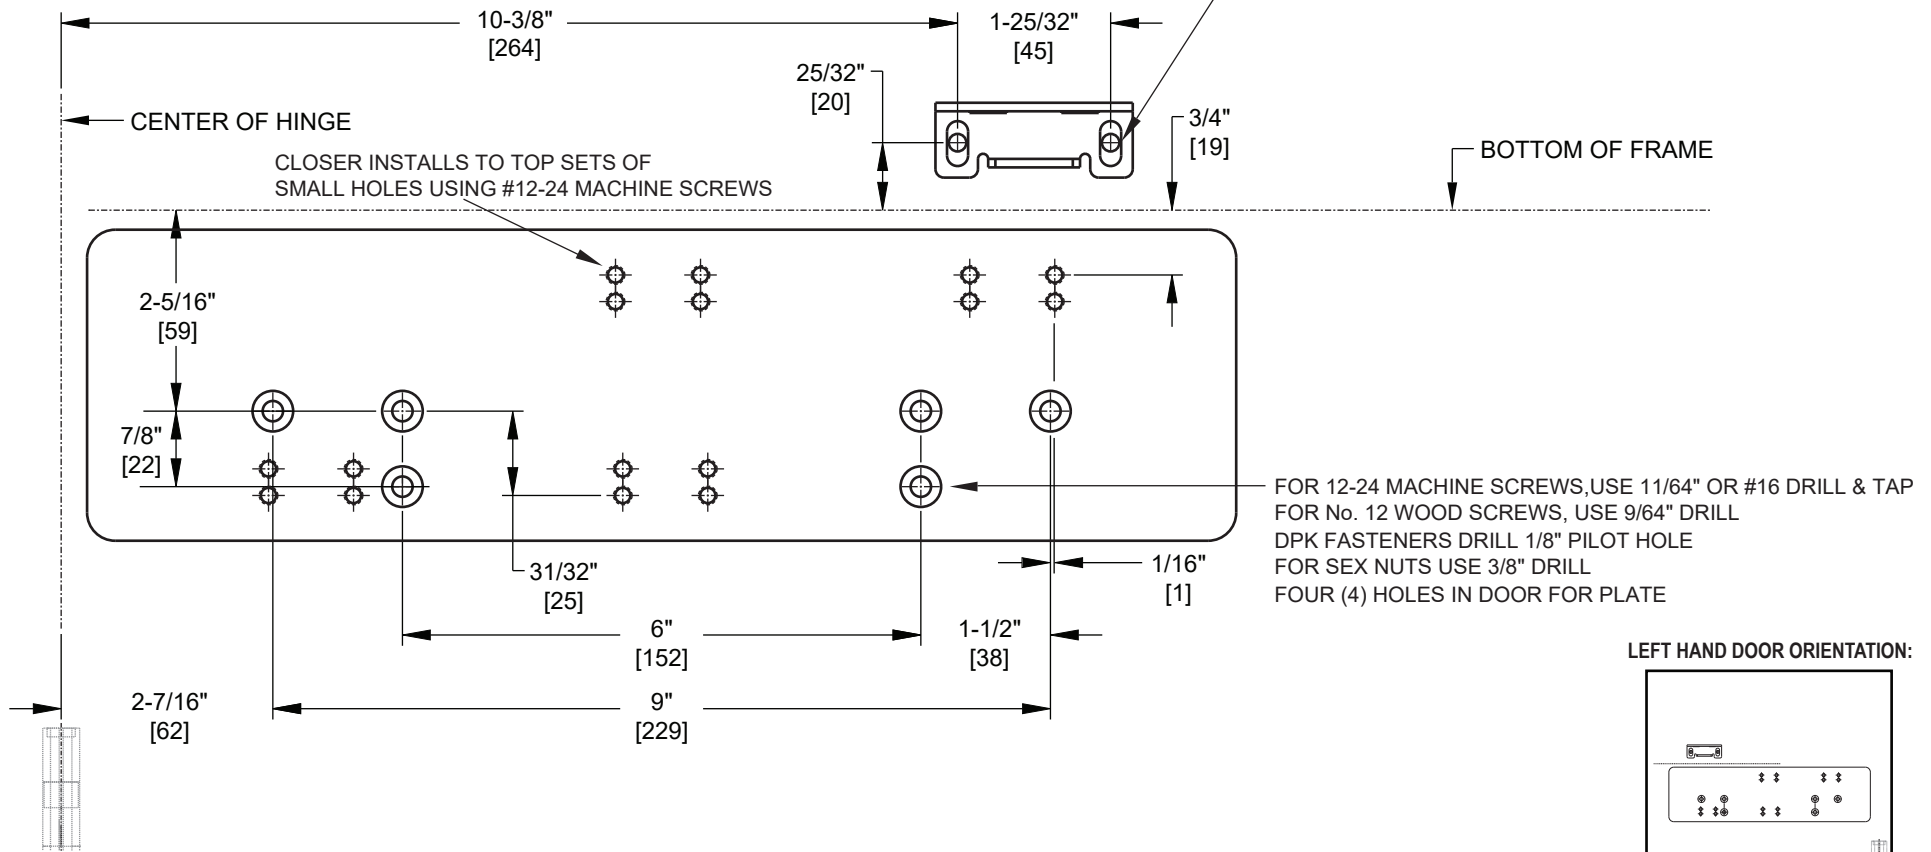 10-3/8"
[264]
1-25/32"
[45]
25/32"
[20]
CENTER OF HINGE
3/4"
[19]
BOTTOM OF FRAME
CLOSER INSTALLS TO TOP SETS OF
SMALL HOLES USING #12-24 MACHINE SCREWS
2-5/16"
[59]
7/8"
[22]
FOR 12-24 MACHINE SCREWS,USE 11/64" OR #16 DRILL & TAP
FOR No. 12 WOOD SCREWS, USE 9/64" DRILL
DPK FASTENERS DRILL 1/8" PILOT HOLE
FOR SEX NUTS USE 3/8" DRILL
FOUR (4) HOLES IN DOOR FOR PLATE
31/32"
[25]
1/16"
[1]
6"
[152]
1-1/2"
[38]
LEFT HAND DOOR ORIENTATION:
2-7/16"
[62]
9"
[229]